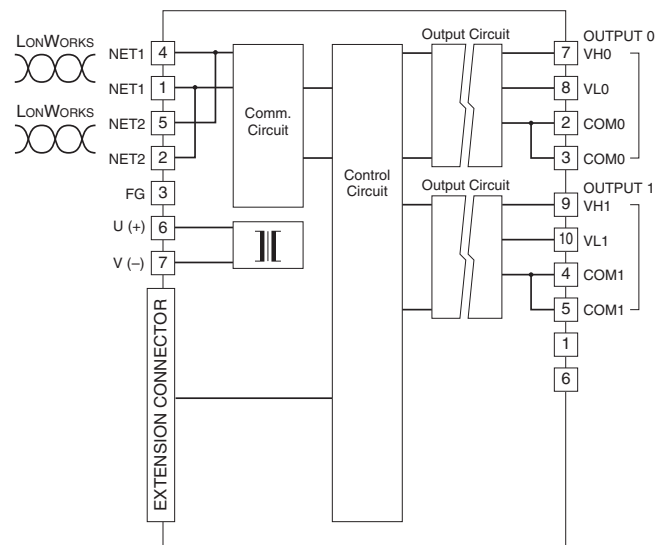 LONWORKS
NET1 4
NET1 1
LONWORKS
NET2 5
NET2 2
FG 3
U (+) 6
V (–) 7
EXTENSION CONNECTOR
Comm.
Circuit
Control
Circuit
Output Circuit
OUTPUT 0
7 VH0
8 VL0
2 COM0
3 COM0
Output Circuit
OUTPUT 1
9 VH1
10 VL1
4 COM1
5 COM1
1
6